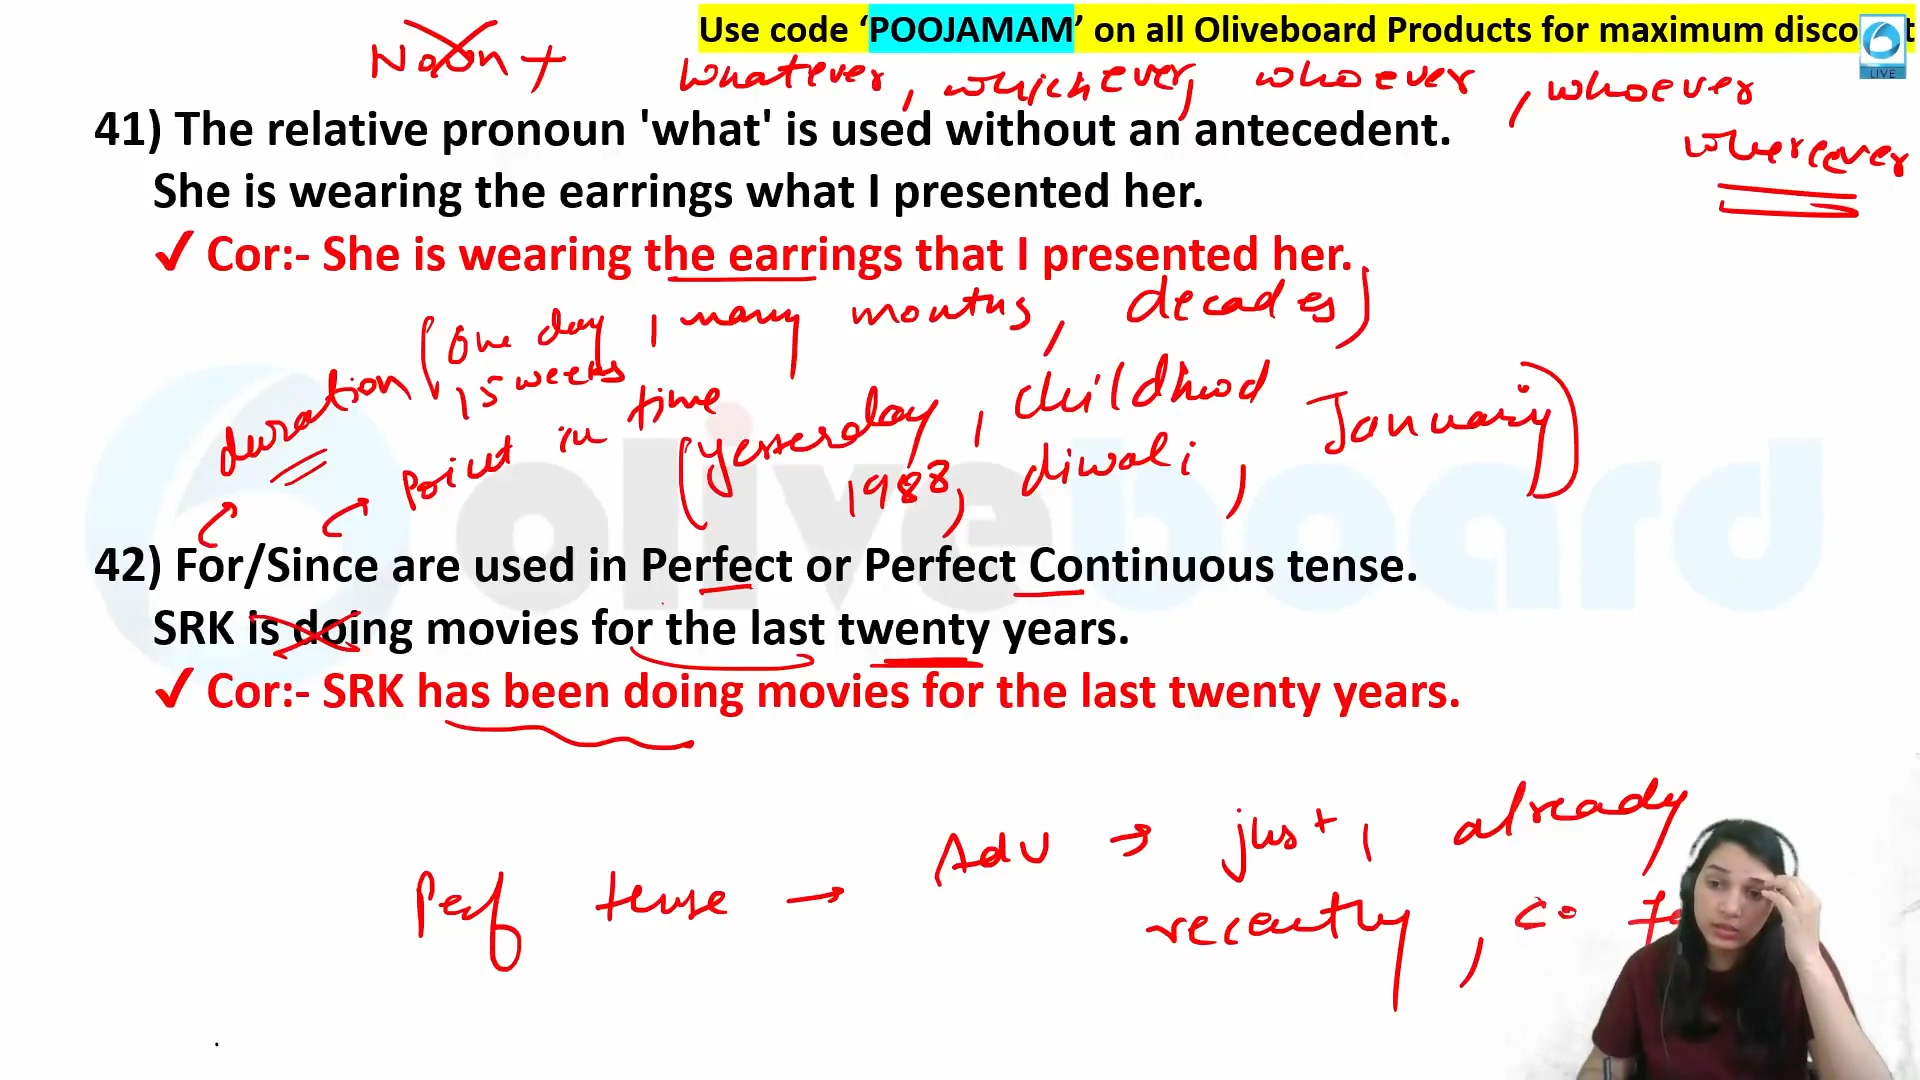 Use code ‘POOJAMAM’ on all Oliveboard Products for maximum disco t
LIVE
Noun +
whatever, whichever, whoever, whoever
wherever
41) The relative pronoun 'what' is used without an antecedent.
She is wearing the earrings what I presented her.
✓ Cor:- She is wearing the earrings that I presented her.
duration (one day, many months, decades)
15 weeks
point in time (yesterday, childhood
1988, diwali, January)
oliveboard
42) For/Since are used in Perfect or Perfect Continuous tense.
SRK is doing movies for the last twenty years.
✓ Cor:- SRK has been doing movies for the last twenty years.
Perf tense → Adv → just, already
recently,